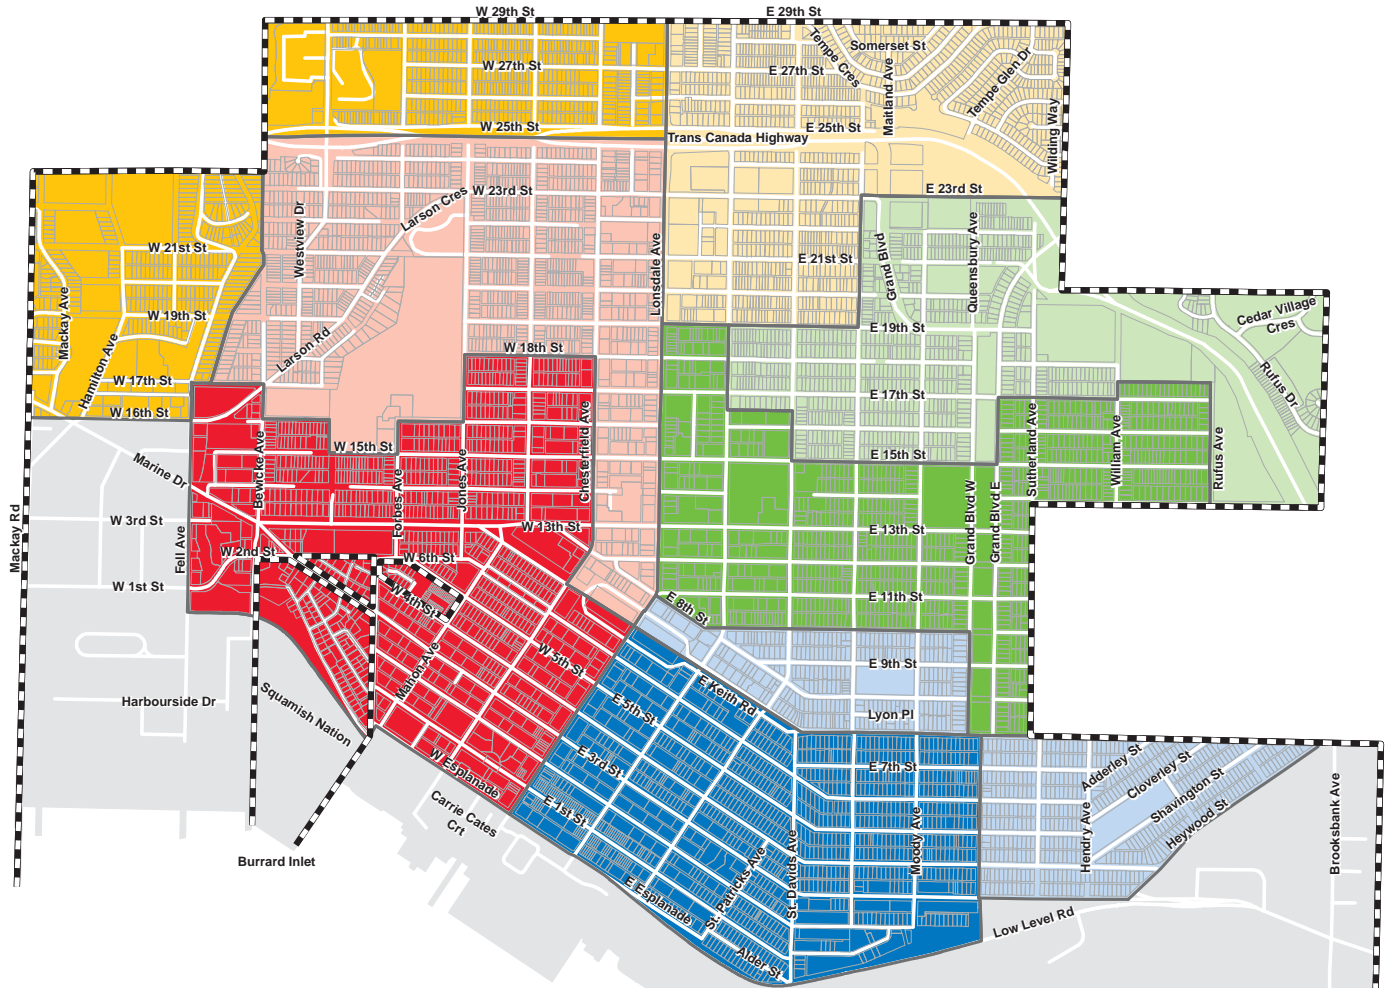 W 29th St
E 29th St
Tempe Cres
Somerset St
W 27th St
E 27th St
Maitland Ave
Tempe Glen Dr
W 25th St
E 25th St
Trans Canada Highway
Wilding Way
W 23rd St
E 23rd St
Larson Cres
Westview Dr
W 21st St
Lonsdale Ave
E 21st St
Grand Blvd
Queensbury Ave
Mackay Ave
W 19th St
E 19th St
Cedar Village
Cres
Hamilton Ave
Larson Rd
W 18th St
Rufus Dr
W 17th St
E 17th St
W 16th St
Chesterfield Ave
Bewicke Ave
W 15th St
E 15th St
Sutherland Ave
William Ave
Rufus Ave
Marine Dr
Forbes Ave
Jones Ave
Mackay Rd
W 3rd St
Fell Ave
W 13th St
E 13th St
Grand Blvd W
Grand Blvd E
W 2nd St
W 6th St
W 1st St
W 4th St
E 8th St
E 11th St
Mahon Ave
W 5th St
E 9th St
Harbourside Dr
Squamish Nation
E Keith Rd
E 5th St
Lyon Pl
W Esplanade
E 3rd St
E 7th St
Adderley St
Cloverley St
Shavington St
Heywood St
Carrie Cates
Crt
E 1st St
Moody Ave
Hendry Ave
Brooksbank Ave
Burrard Inlet
St. Davids Ave
St. Patricks Ave
E Esplanade
Low Level Rd
Alder St